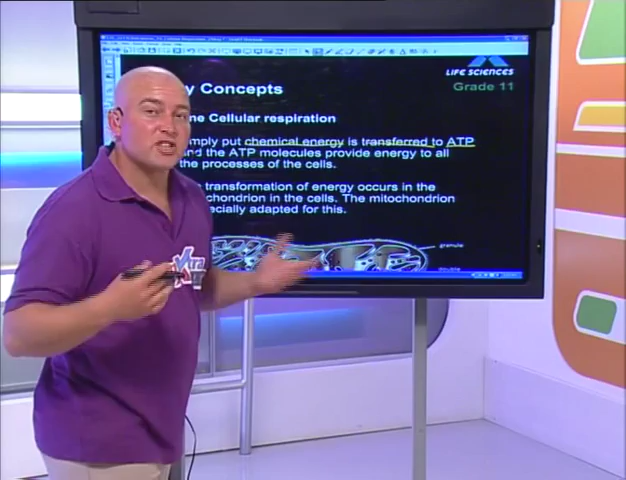 LIFE SCIENCES
Grade 11
y Concepts
ne Cellular respiration
mply put chemical energy is transferred to ATP
nd the ATP molecules provide energy to all
the processes of the cells.
transformation of energy occurs in the
ochondrion in the cells. The mitochondrion
ecially adapted for this.
granule
double